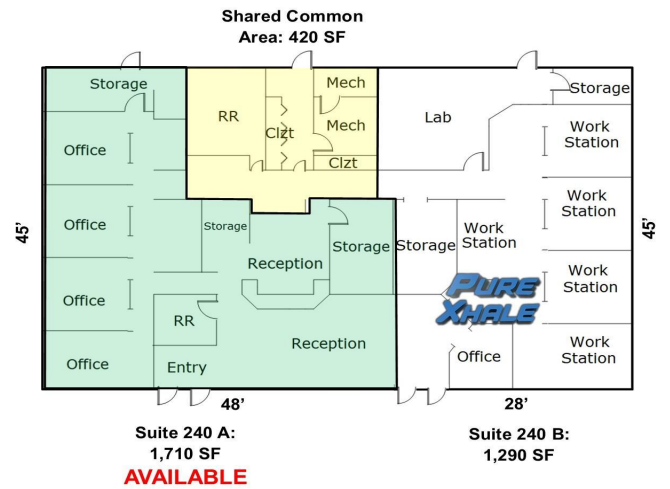 Shared Common
Area: 420 SF
Storage
Mech
Storage
RR
Mech
Lab
Clzt
Work
Station
Office
Clzt
Office
Storage
Work
Station
Storage
Storage
Work
Station
45'
45'
Reception
Office
PURE
XHALE
Work
Station
RR
Reception
Office
Entry
Office
Work
Station
48'
28'
Suite 240 A:
1,710 SF
AVAILABLE
Suite 240 B:
1,290 SF